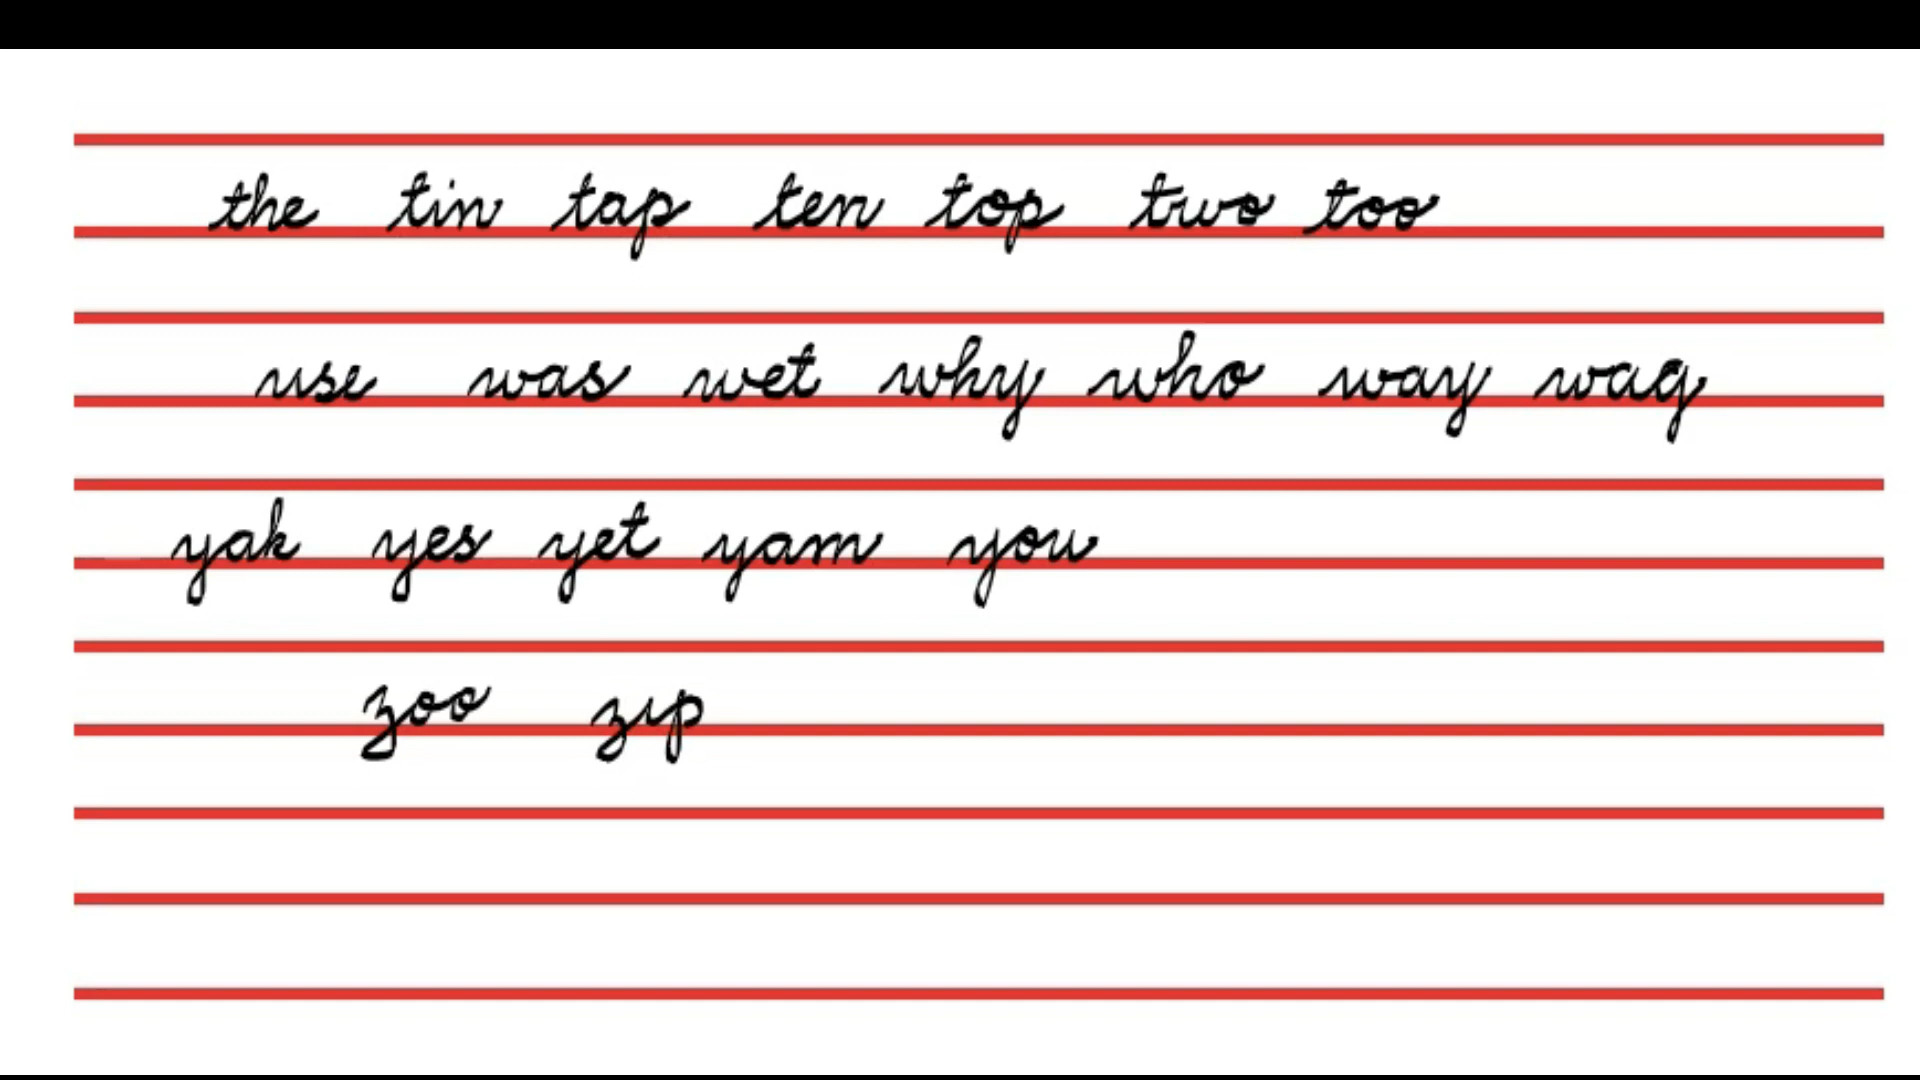 the tin tap ten top two too
use was wet why who way wag
yak yes yet yam you
zoo zip